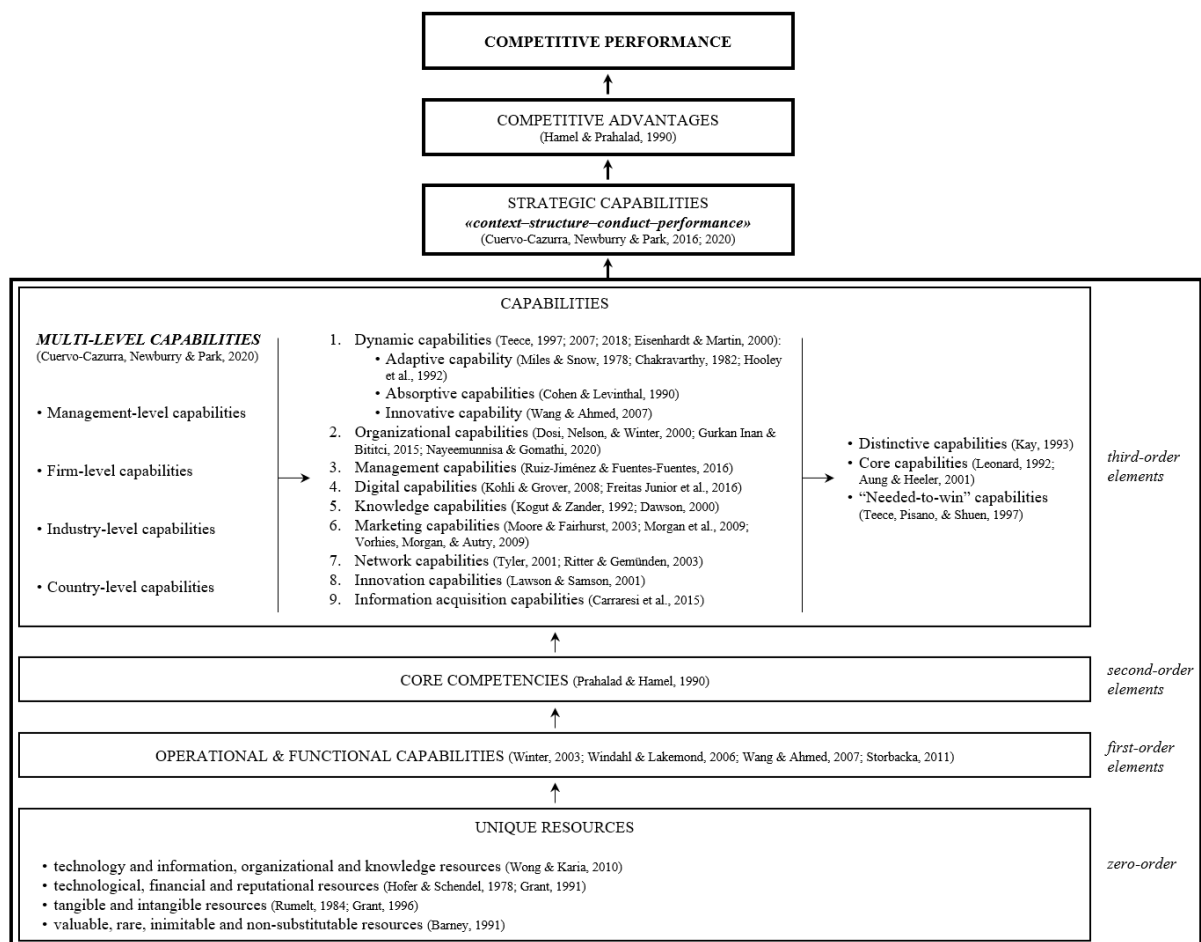 COMPETITIVE PERFORMANCE
COMPETITIVE ADVANTAGES
(Hamel & Prahalad, 1990)
STRATEGIC CAPABILITIES
«context–structure–conduct–performance»
(Cuervo-Cazurra, Newburry & Park, 2016; 2020)
CAPABILITIES
MULTI-LEVEL CAPABILITIES
(Cuervo-Cazurra, Newburry & Park, 2020)
• Management-level capabilities
• Firm-level capabilities
• Industry-level capabilities
• Country-level capabilities
1. Dynamic capabilities (Teece, 1997; 2007; 2018; Eisenhardt & Martin, 2000):
• Adaptive capability (Miles & Snow, 1978; Chakravarthy, 1982; Hooley
et al., 1992)
• Absorptive capabilities (Cohen & Levinthal, 1990)
• Innovative capability (Wang & Ahmed, 2007)
2. Organizational capabilities (Dosi, Nelson, & Winter, 2000; Gurkan Inan &
Bititci, 2015; Nayeemunnisa & Gomathi, 2020)
3. Management capabilities (Ruiz-Jiménez & Fuentes-Fuentes, 2016)
4. Digital capabilities (Kohli & Grover, 2008; Freitas Junior et al., 2016)
5. Knowledge capabilities (Kogut & Zander, 1992; Dawson, 2000)
6. Marketing capabilities (Moore & Fairhurst, 2003; Morgan et al., 2009;
Vorhies, Morgan, & Autry, 2009)
7. Network capabilities (Tyler, 2001; Ritter & Gemünden, 2003)
8. Innovation capabilities (Lawson & Samson, 2001)
9. Information acquisition capabilities (Carraresi et al., 2015)
• Distinctive capabilities (Kay, 1993)
• Core capabilities (Leonard, 1992;
Aung & Heeler, 2001)
• “Needed-to-win” capabilities
(Teece, Pisano, & Shuen, 1997)
third-order
elements
CORE COMPETENCIES (Prahalad & Hamel, 1990)
second-order
elements
OPERATIONAL & FUNCTIONAL CAPABILITIES (Winter, 2003; Windahl & Lakemond, 2006; Wang & Ahmed, 2007; Storbacka, 2011)
first-order
elements
UNIQUE RESOURCES
• technology and information, organizational and knowledge resources (Wong & Karia, 2010)
• technological, financial and reputational resources (Hofer & Schendel, 1978; Grant, 1991)
• tangible and intangible resources (Rumelt, 1984; Grant, 1996)
• valuable, rare, inimitable and non-substitutable resources (Barney, 1991)
zero-order